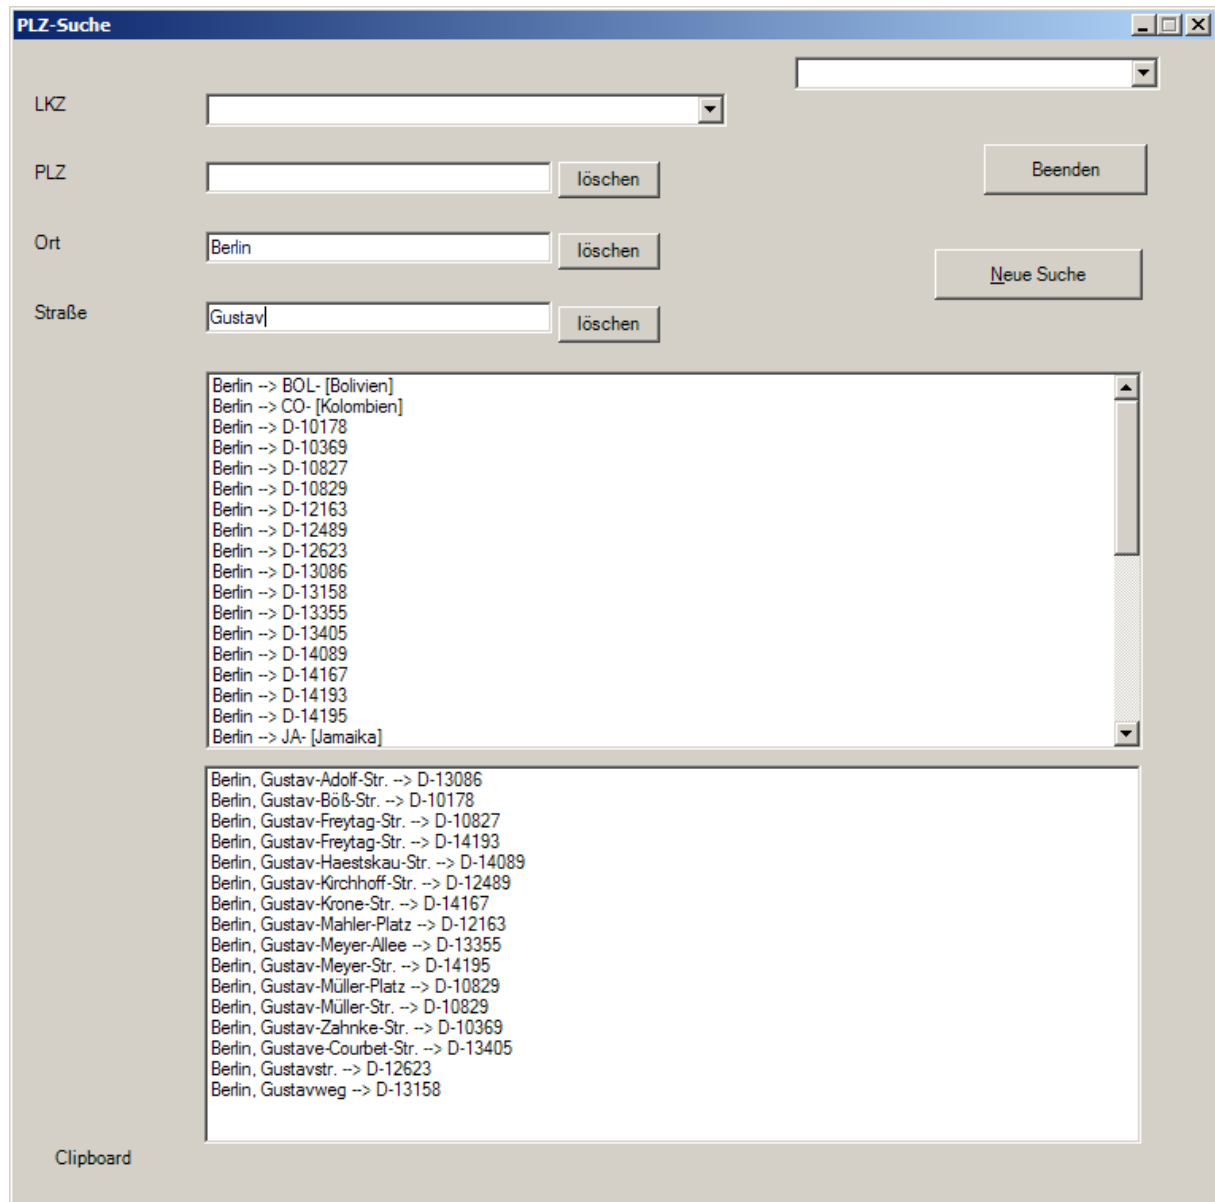 PLZ-Suche
LKZ
PLZ
löschen
Beenden
Ort
Berlin
löschen
Neue Suche
Straße
Gustav
löschen
Berlin --> BOL- [Bolivien]
Berlin --> CO- [Kolombien]
Berlin --> D-10178
Berlin --> D-10369
Berlin --> D-10827
Berlin --> D-10829
Berlin --> D-12163
Berlin --> D-12489
Berlin --> D-12623
Berlin --> D-13086
Berlin --> D-13158
Berlin --> D-13355
Berlin --> D-13405
Berlin --> D-14089
Berlin --> D-14167
Berlin --> D-14193
Berlin --> D-14195
Berlin --> JA- [Jamaika]
Berlin, Gustav-Adolf-Str. --> D-13086
Berlin, Gustav-Böß-Str. --> D-10178
Berlin, Gustav-Freytag-Str. --> D-10827
Berlin, Gustav-Freytag-Str. --> D-14193
Berlin, Gustav-Haestskau-Str. --> D-14089
Berlin, Gustav-Kirchhoff-Str. --> D-12489
Berlin, Gustav-Krone-Str. --> D-14167
Berlin, Gustav-Mahler-Platz --> D-12163
Berlin, Gustav-Meyer-Allee --> D-13355
Berlin, Gustav-Meyer-Str. --> D-14195
Berlin, Gustav-Müller-Platz --> D-10829
Berlin, Gustav-Müller-Str. --> D-10829
Berlin, Gustav-Zahnke-Str. --> D-10369
Berlin, Gustave-Courbet-Str. --> D-13405
Berlin, Gustavstr. --> D-12623
Berlin, Gustavweg --> D-13158
Clipboard